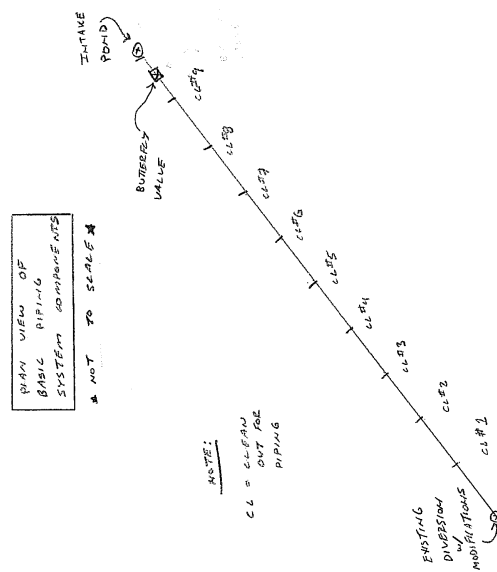 PLAN VIEW OF
BASIC PIPING
SYSTEM COMPONENTS
* NOT TO SCALE *
INTAKE
POND
BUTTERFLY
VALVE
CL#9
CL#8
CL#7
CL#6
CL#5
CL#4
CL#3
CL#2
CL#1
NOTE:
CL = CLEAN
OUT FOR
PIPING
EXISTING
DIVERSION
W/
MODIFICATIONS